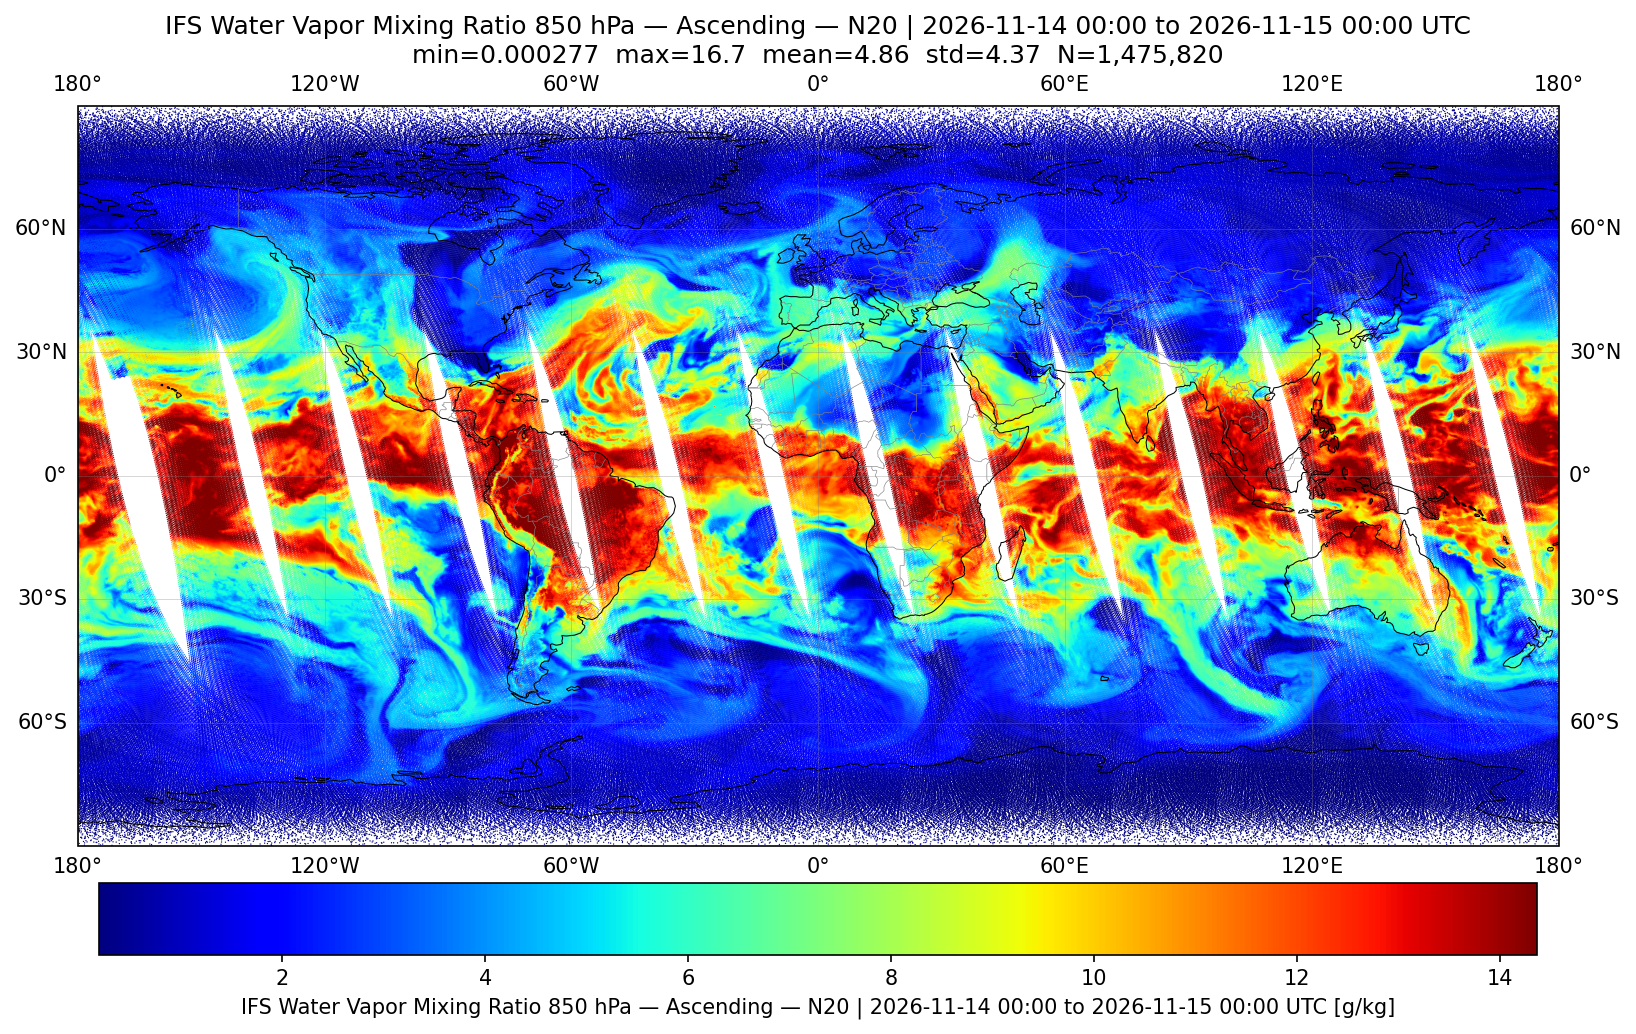 IFS Water Vapor Mixing Ratio 850 hPa — Ascending — N20 | 2026-11-14 00:00 to 2026-11-15 00:00 UTC
min=0.000277 max=16.7 mean=4.86 std=4.37 N=1,475,820
180° 120°W 60°W 0° 60°E 120°E 180°
60°N 60°N
30°N 30°N
0° 0°
30°S 30°S
60°S 60°S
180° 120°W 60°W 0° 60°E 120°E 180°
2 4 6 8 10 12 14
IFS Water Vapor Mixing Ratio 850 hPa — Ascending — N20 | 2026-11-14 00:00 to 2026-11-15 00:00 UTC [g/kg]